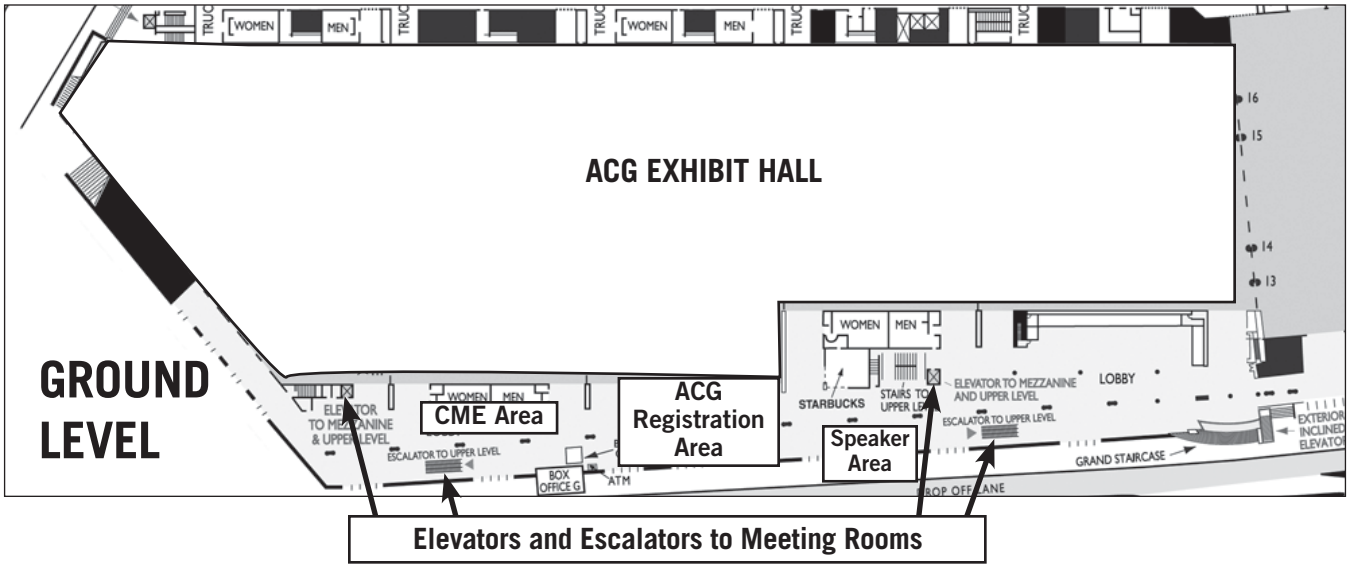 TRUC
WOMEN
MEN
TRUC
TRUC
WOMEN
MEN
TRUC
TRUC
16
15
ACG EXHIBIT HALL
14
13
WOMEN
MEN
GROUND
LEVEL
ELEVATOR
TO MEZZANINE
& UPPER LEVEL
WOMEN
MEN
CME Area
ESCALATOR TO UPPER LEVEL
BOX
OFFICE G
ATM
ACG
Registration
Area
STARBUCKS
STAIRS TO
UPPER
ELEVATOR TO MEZZANINE
AND UPPER LEVEL
LOBBY
ESCALATOR TO UPPER LEVEL
Speaker
Area
GRAND STAIRCASE
EXTERIOR
INCLINED
ELEVATOR
DROP OFF LANE
Elevators and Escalators to Meeting Rooms